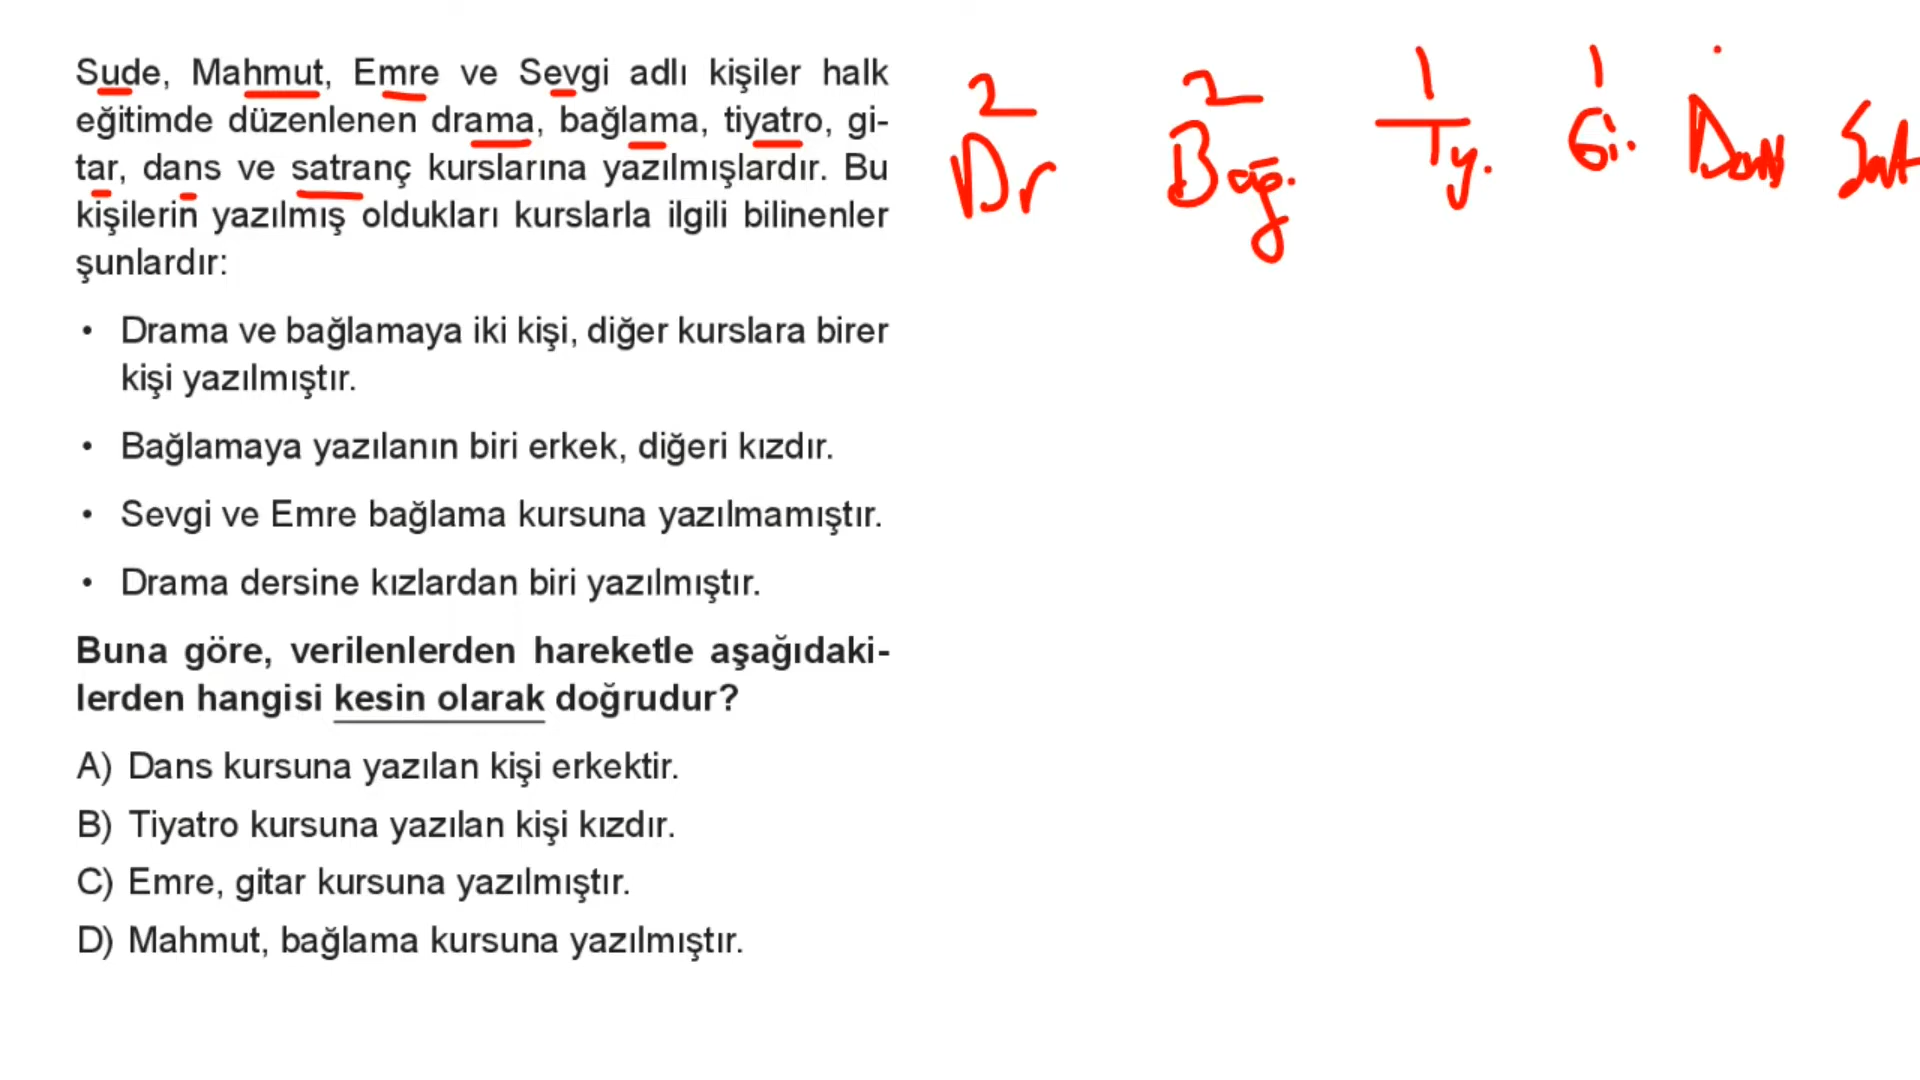 Sude, Mahmut, Emre ve Sevgi adlı kişiler halk
eğitimde düzenlenen drama, bağlama, tiyatro, gi-
tar, dans ve satranç kurslarına yazılmışlardır. Bu
kişilerin yazılmış oldukları kurslarla ilgili bilinenler
şunlardır:
• Drama ve bağlamaya iki kişi, diğer kurslara birer
kişi yazılmıştır.
• Bağlamaya yazılanın biri erkek, diğeri kızdır.
• Sevgi ve Emre bağlama kursuna yazılmamıştır.
• Drama dersine kızlardan biri yazılmıştır.
Buna göre, verilenlerden hareketle aşağıdaki-
lerden hangisi kesin olarak doğrudur?
A) Dans kursuna yazılan kişi erkektir.
B) Tiyatro kursuna yazılan kişi kızdır.
C) Emre, gitar kursuna yazılmıştır.
D) Mahmut, bağlama kursuna yazılmıştır.
2 2 1 1
Dr Bağ. Ty. Gi. Dans Sat